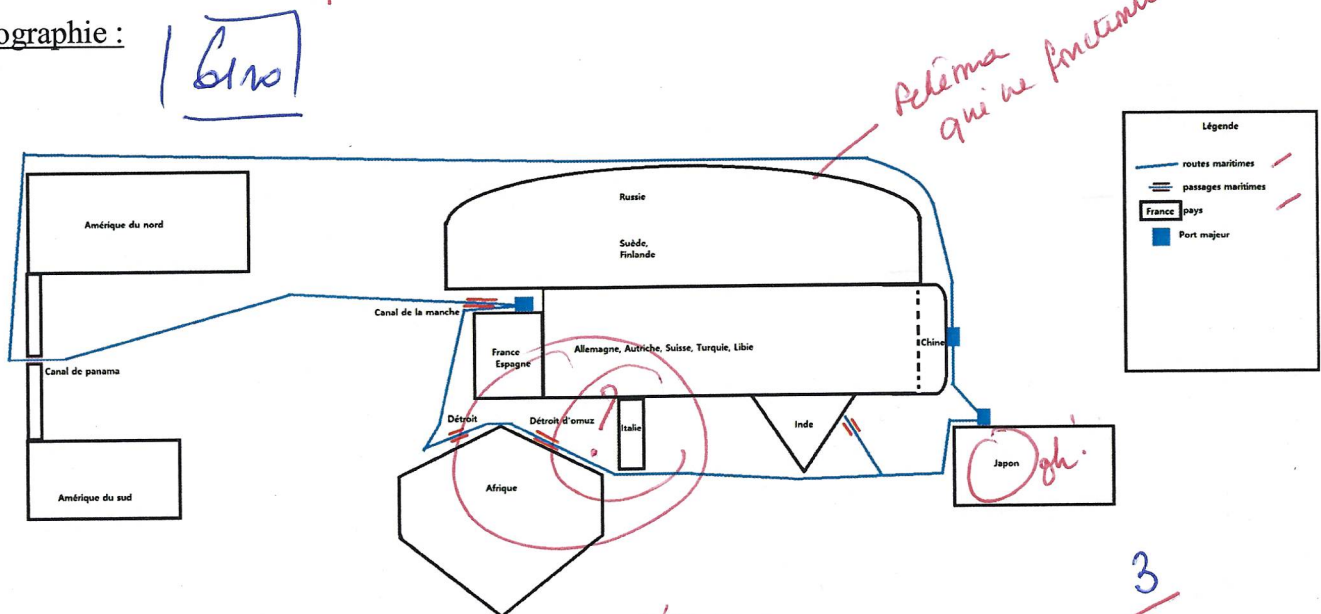 ographie :
6/20
Schéma
qui ne fonctionne
Légende
routes maritimes
passages maritimes
France pays
Port majeur
Russie
Suède,
Finlande
Amérique du nord
Canal de la manche
France
Espagne
Allemagne, Autriche, Suisse, Turquie, Libie
Chine
Canal de panama
Détroit
Détroit d'omuz
?
Italie
Inde
Japon
Afrique
Amérique du sud
3